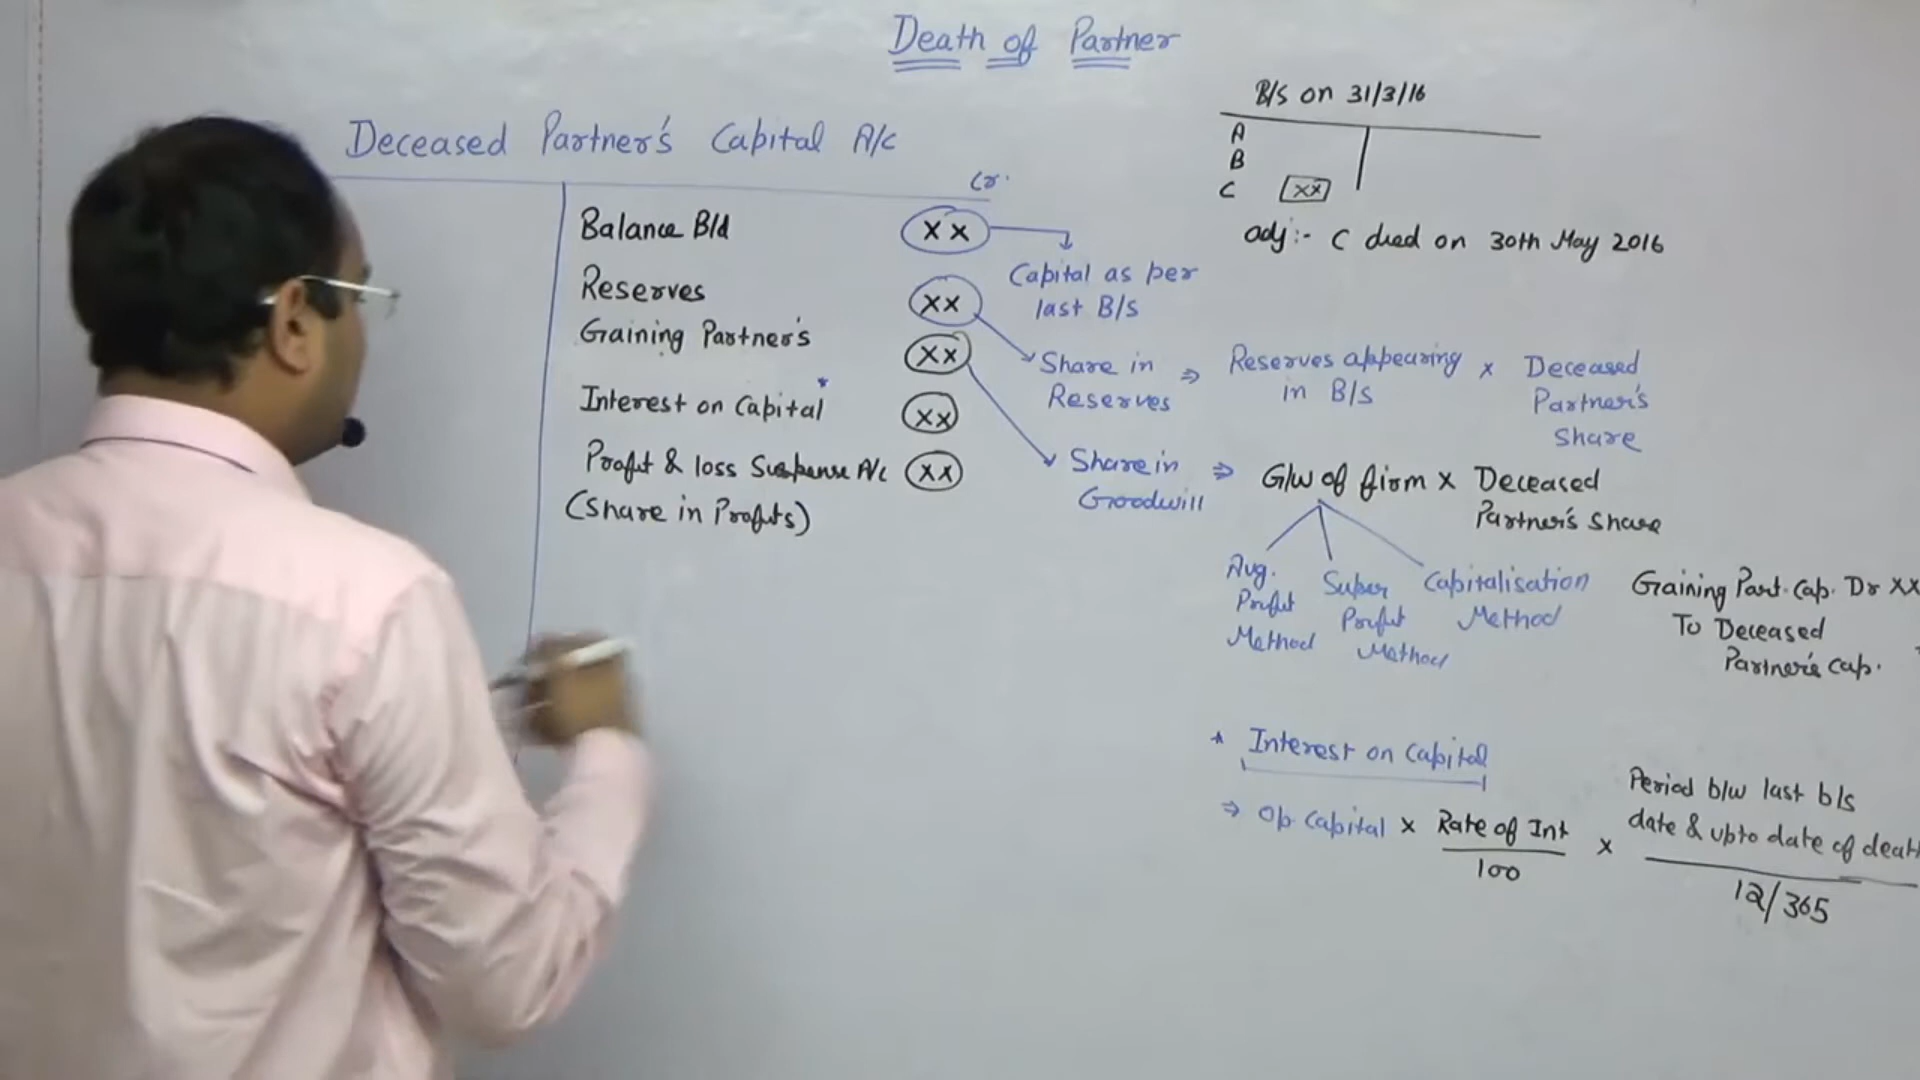 Death of Partner
Deceased Partner's Capital A/c
Cr.
Balance B/d XX
Reserves XX
Gaining Partner's XX
Interest on Capital * XX
Profit & loss Suspense A/c XX
(Share in Profits)
Capital as per
last B/S
Share in
Reserves
⇒ Reserves appearing
in B/S
× Deceased
Partner's
Share
Share in
Goodwill
⇒ G/w of firm × Deceased
Partner's Share
Avg.
Profit
Method
Super
Profit
Method
Capitalisation
Method
B/S on 31/3/16
A
B
C XX
adj:- C died on 30th May 2016
Gaining Part. Cap. Dr XX
To Deceased
Partner's Cap.
* Interest on Capital
⇒ Op. Capital × Rate of Int
100
× Period b/w last b/s
date & upto date of death
12/365